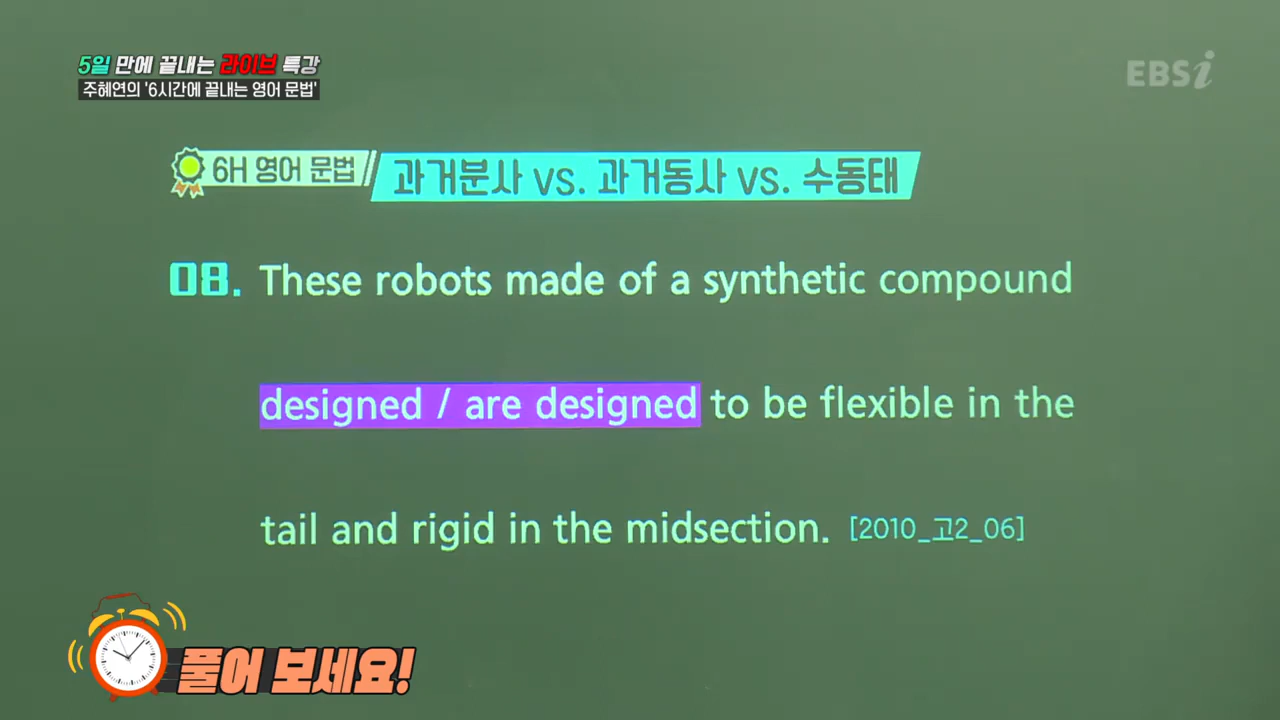 5일 만에 끝내는 라이브 특강
주혜연의 '6시간에 끝내는 영어 문법'
EBSi
6H 영어 문법
과거분사 vs. 과거동사 vs. 수동태
08. These robots made of a synthetic compound
designed / are designed to be flexible in the
tail and rigid in the midsection. [2010_고2_06]
풀어 보세요!